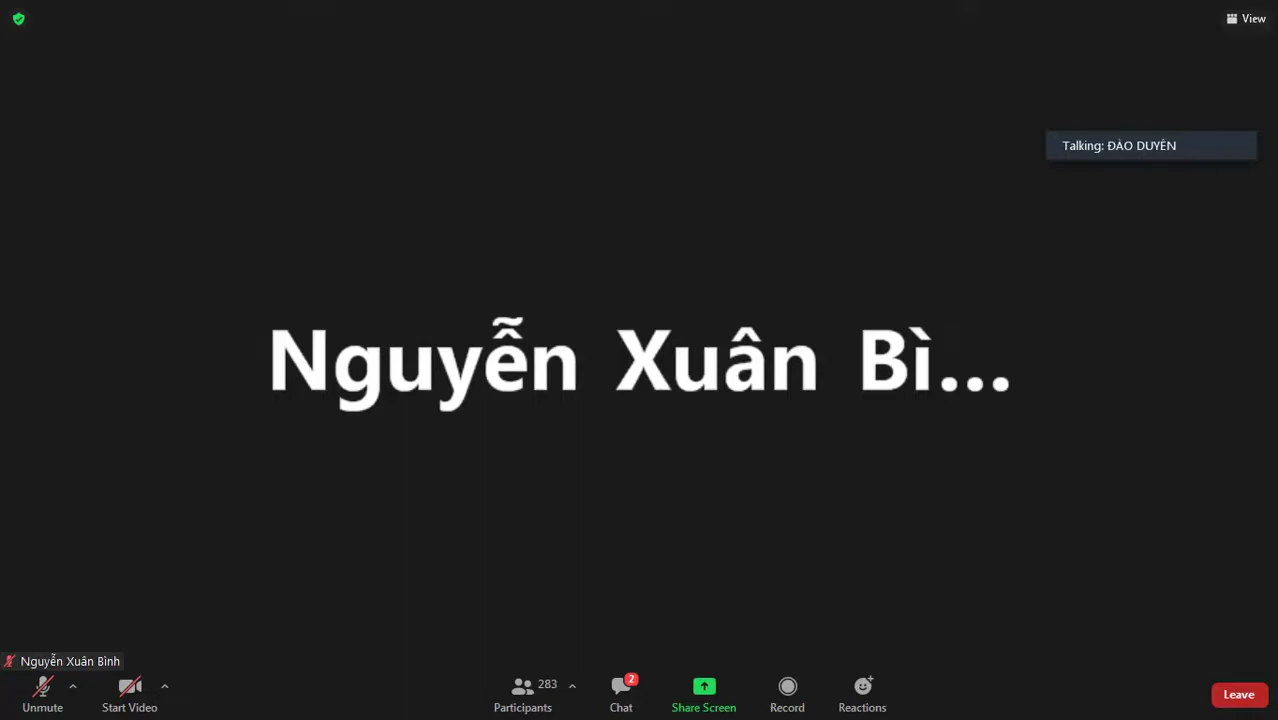 View
Talking: ĐÀO DUYÊN
Nguyễn Xuân Bì...
Nguyễn Xuân Bình
Unmute
Start Video
283
Participants
2
Chat
Share Screen
Record
Reactions
Leave